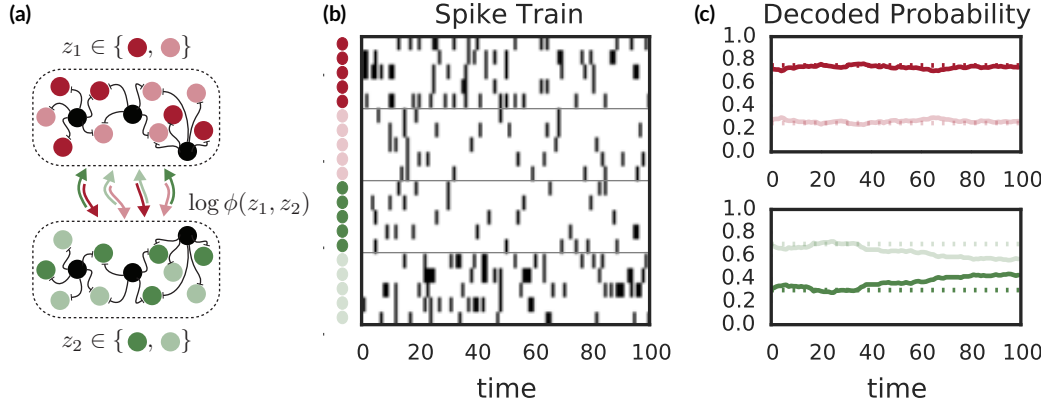 (a)
z₁ ∈ { , }
log ϕ(z₁, z₂)
z₂ ∈ { , }
(b)
Spike Train
0 20 40 60 80 100
time
(c)
Decoded Probability
1.0
0.8
0.6
0.4
0.2
0.0
0 20 40 60 80 100
1.0
0.8
0.6
0.4
0.2
0.0
0 20 40 60 80 100
time